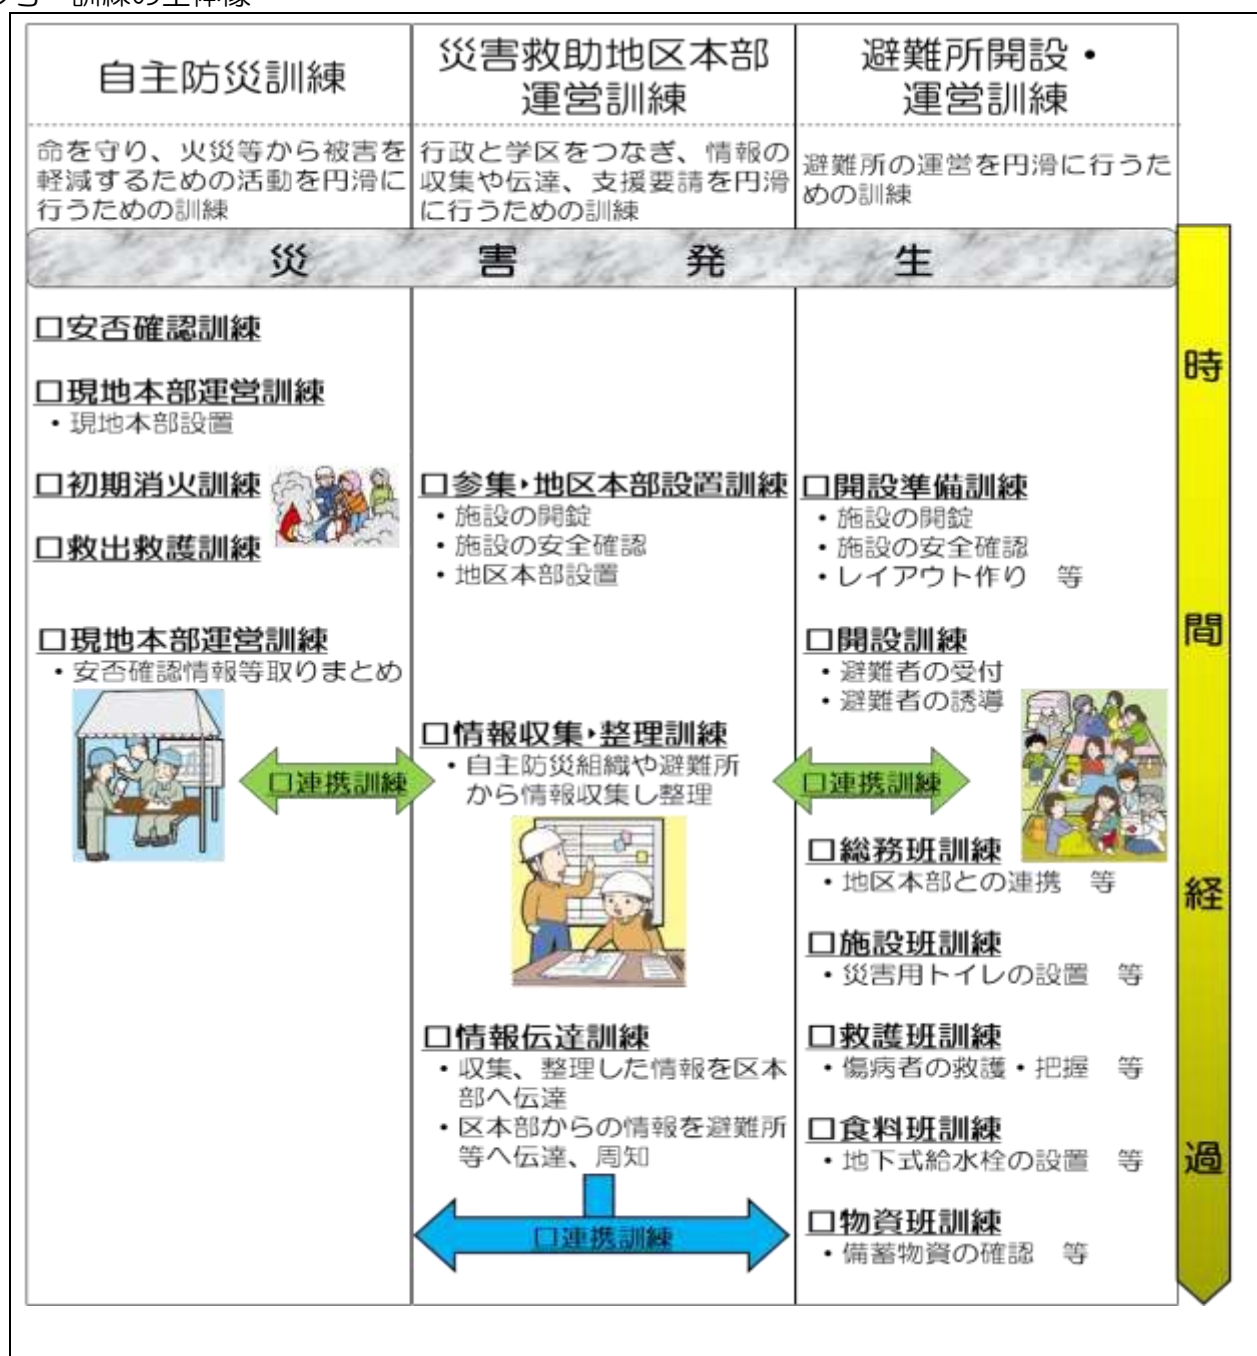 訓練の全体像
自主防災訓練
命を守り、火災等から被害を
軽減するための活動を円滑に
行うための訓練
災害救助地区本部
運営訓練
行政と学区をつなぎ、情報の
収集や伝達、支援要請を円滑
に行うための訓練
避難所開設・
運営訓練
避難所の運営を円滑に行うた
めの訓練
災害発生
時間経過
□安否確認訓練
□現地本部運営訓練
・現地本部設置
□初期消火訓練
□救出救護訓練
□現地本部運営訓練
・安否確認情報等取りまとめ
□連携訓練
□参集・地区本部設置訓練
・施設の開錠
・施設の安全確認
・地区本部設置
□情報収集・整理訓練
・自主防災組織や避難所
から情報収集し整理
□情報伝達訓練
・収集、整理した情報を区本
部へ伝達
・区本部からの情報を避難所
等へ伝達、周知
□連携訓練
□開設準備訓練
・施設の開錠
・施設の安全確認
・レイアウト作り　等
□開設訓練
・避難者の受付
・避難者の誘導
□連携訓練
□総務班訓練
・地区本部との連携　等
□施設班訓練
・災害用トイレの設置　等
□救護班訓練
・傷病者の救護・把握　等
□食料班訓練
・地下式給水栓の設置　等
□物資班訓練
・備蓄物資の確認　等